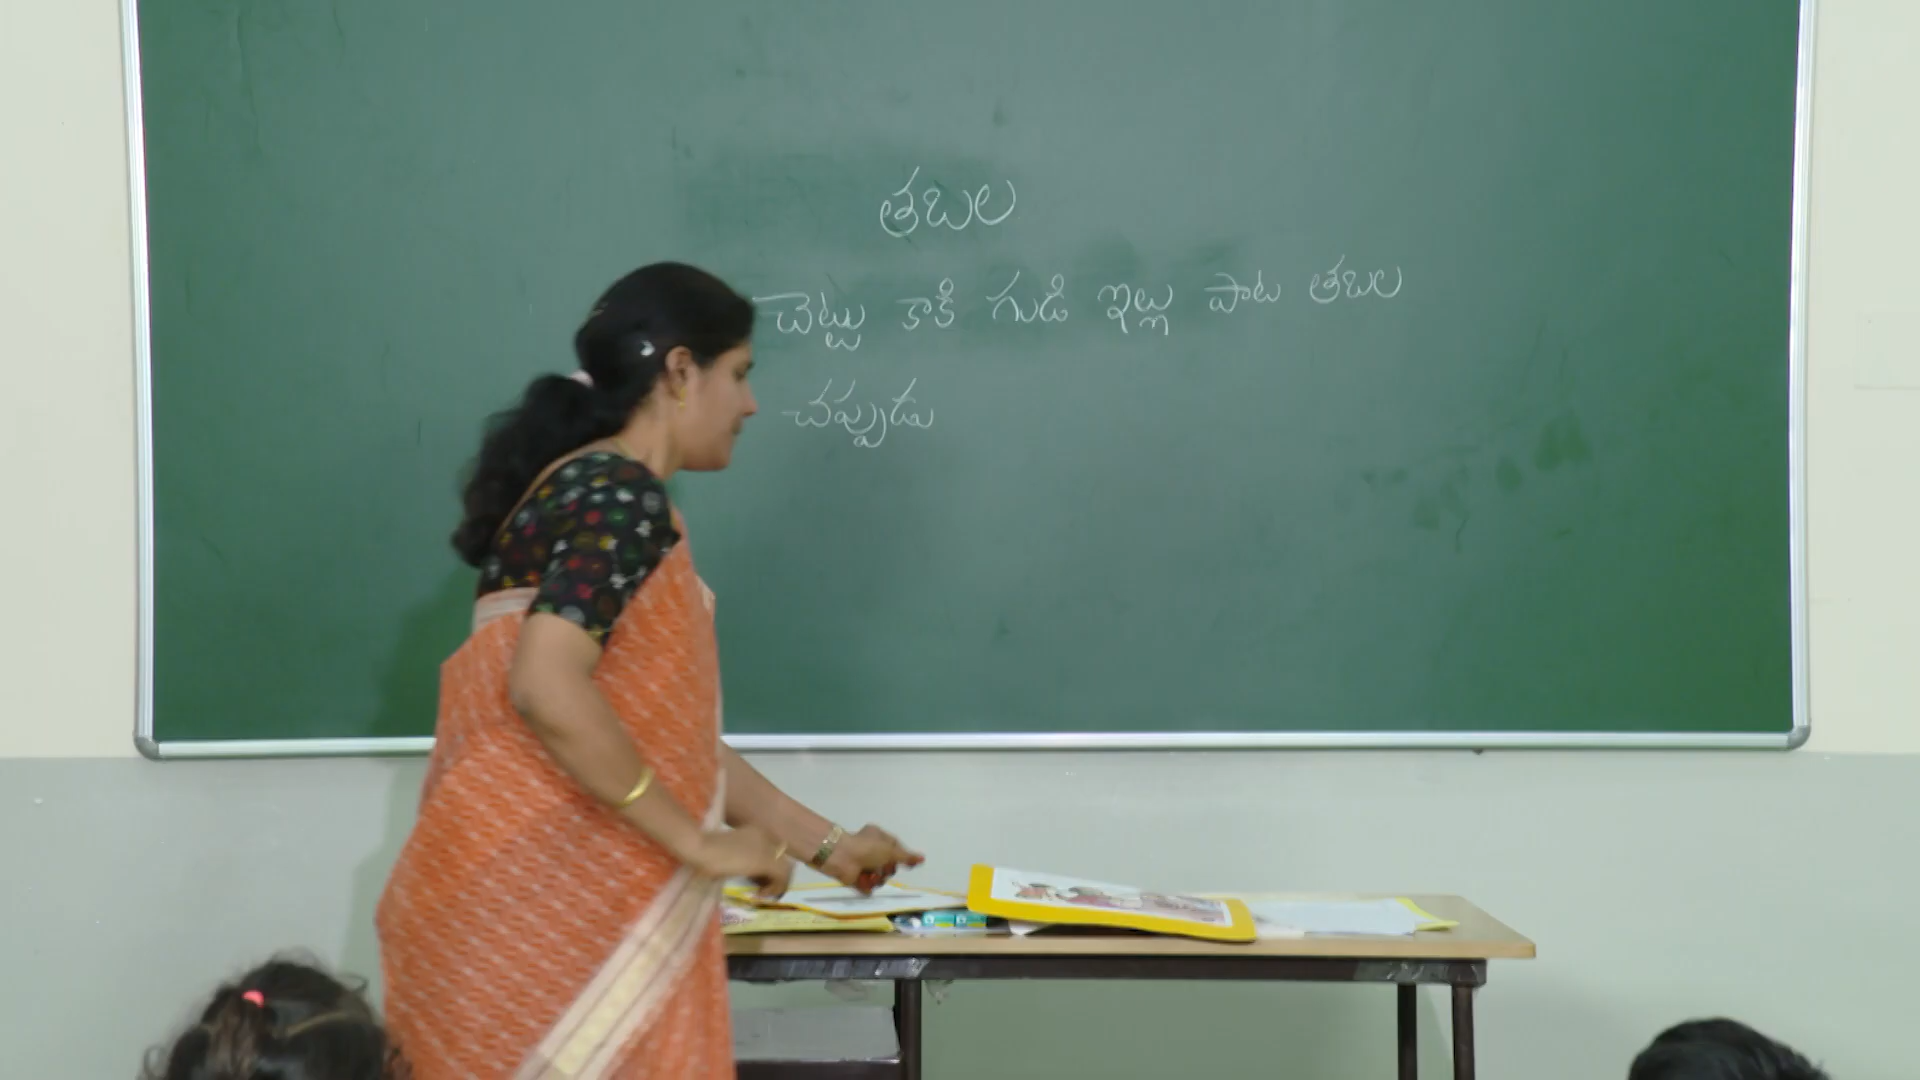 తబల
చెట్టు కాకి గుడి ఇల్లు పాట తబల
చప్పుడు